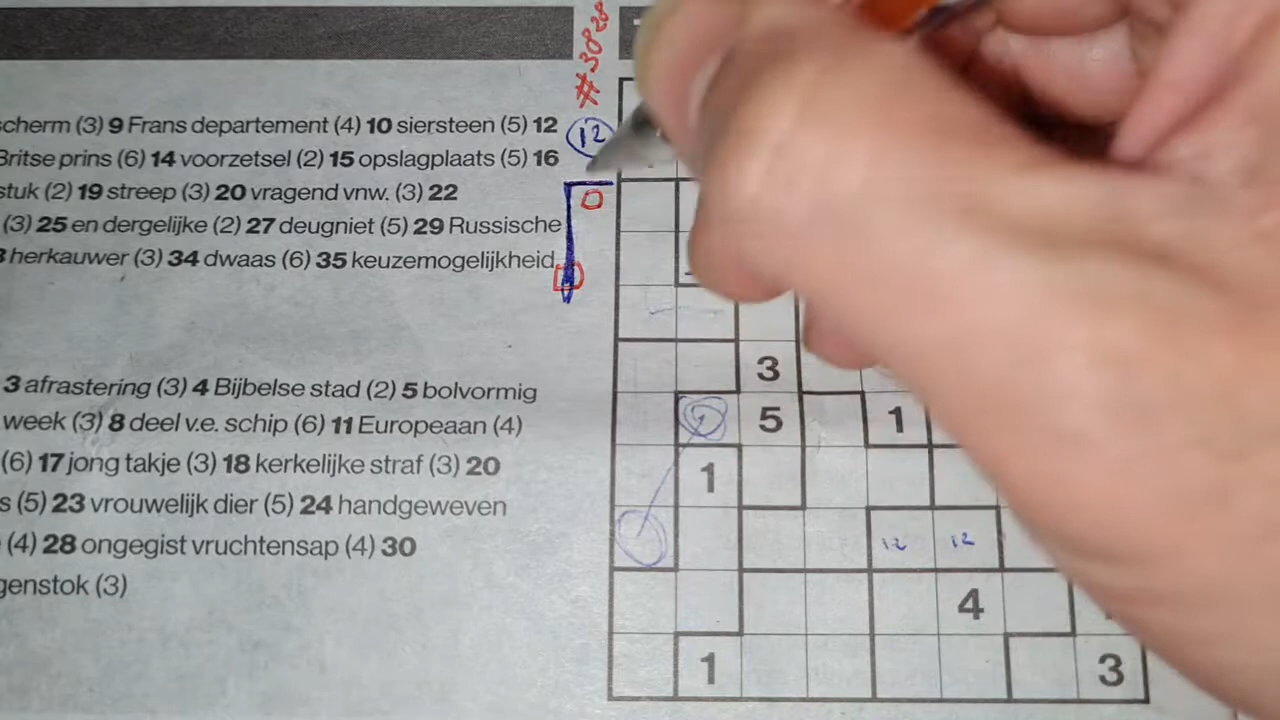 #3028
scherm (3) 9 Frans departement (4) 10 siersteen (5) 12
Britse prins (6) 14 voorzetsel (2) 15 opslagplaats (5) 16
stuk (2) 19 streep (3) 20 vragend vnw. (3) 22
(3) 25 en dergelijke (2) 27 deugniet (5) 29 Russische
herkauwer (3) 34 dwaas (6) 35 keuzemogelijkheid
3 afrastering (3) 4 Bijbelse stad (2) 5 bolvormig
week (3) 8 deel v.e. schip (6) 11 Europeaan (4)
(6) 17 jong takje (3) 18 kerkelijke straf (3) 20
s (5) 23 vrouwelijk dier (5) 24 handgeweven
(4) 28 ongegist vruchtensap (4) 30
genstok (3)
12
3
5 1
1
12 12
4
1 3